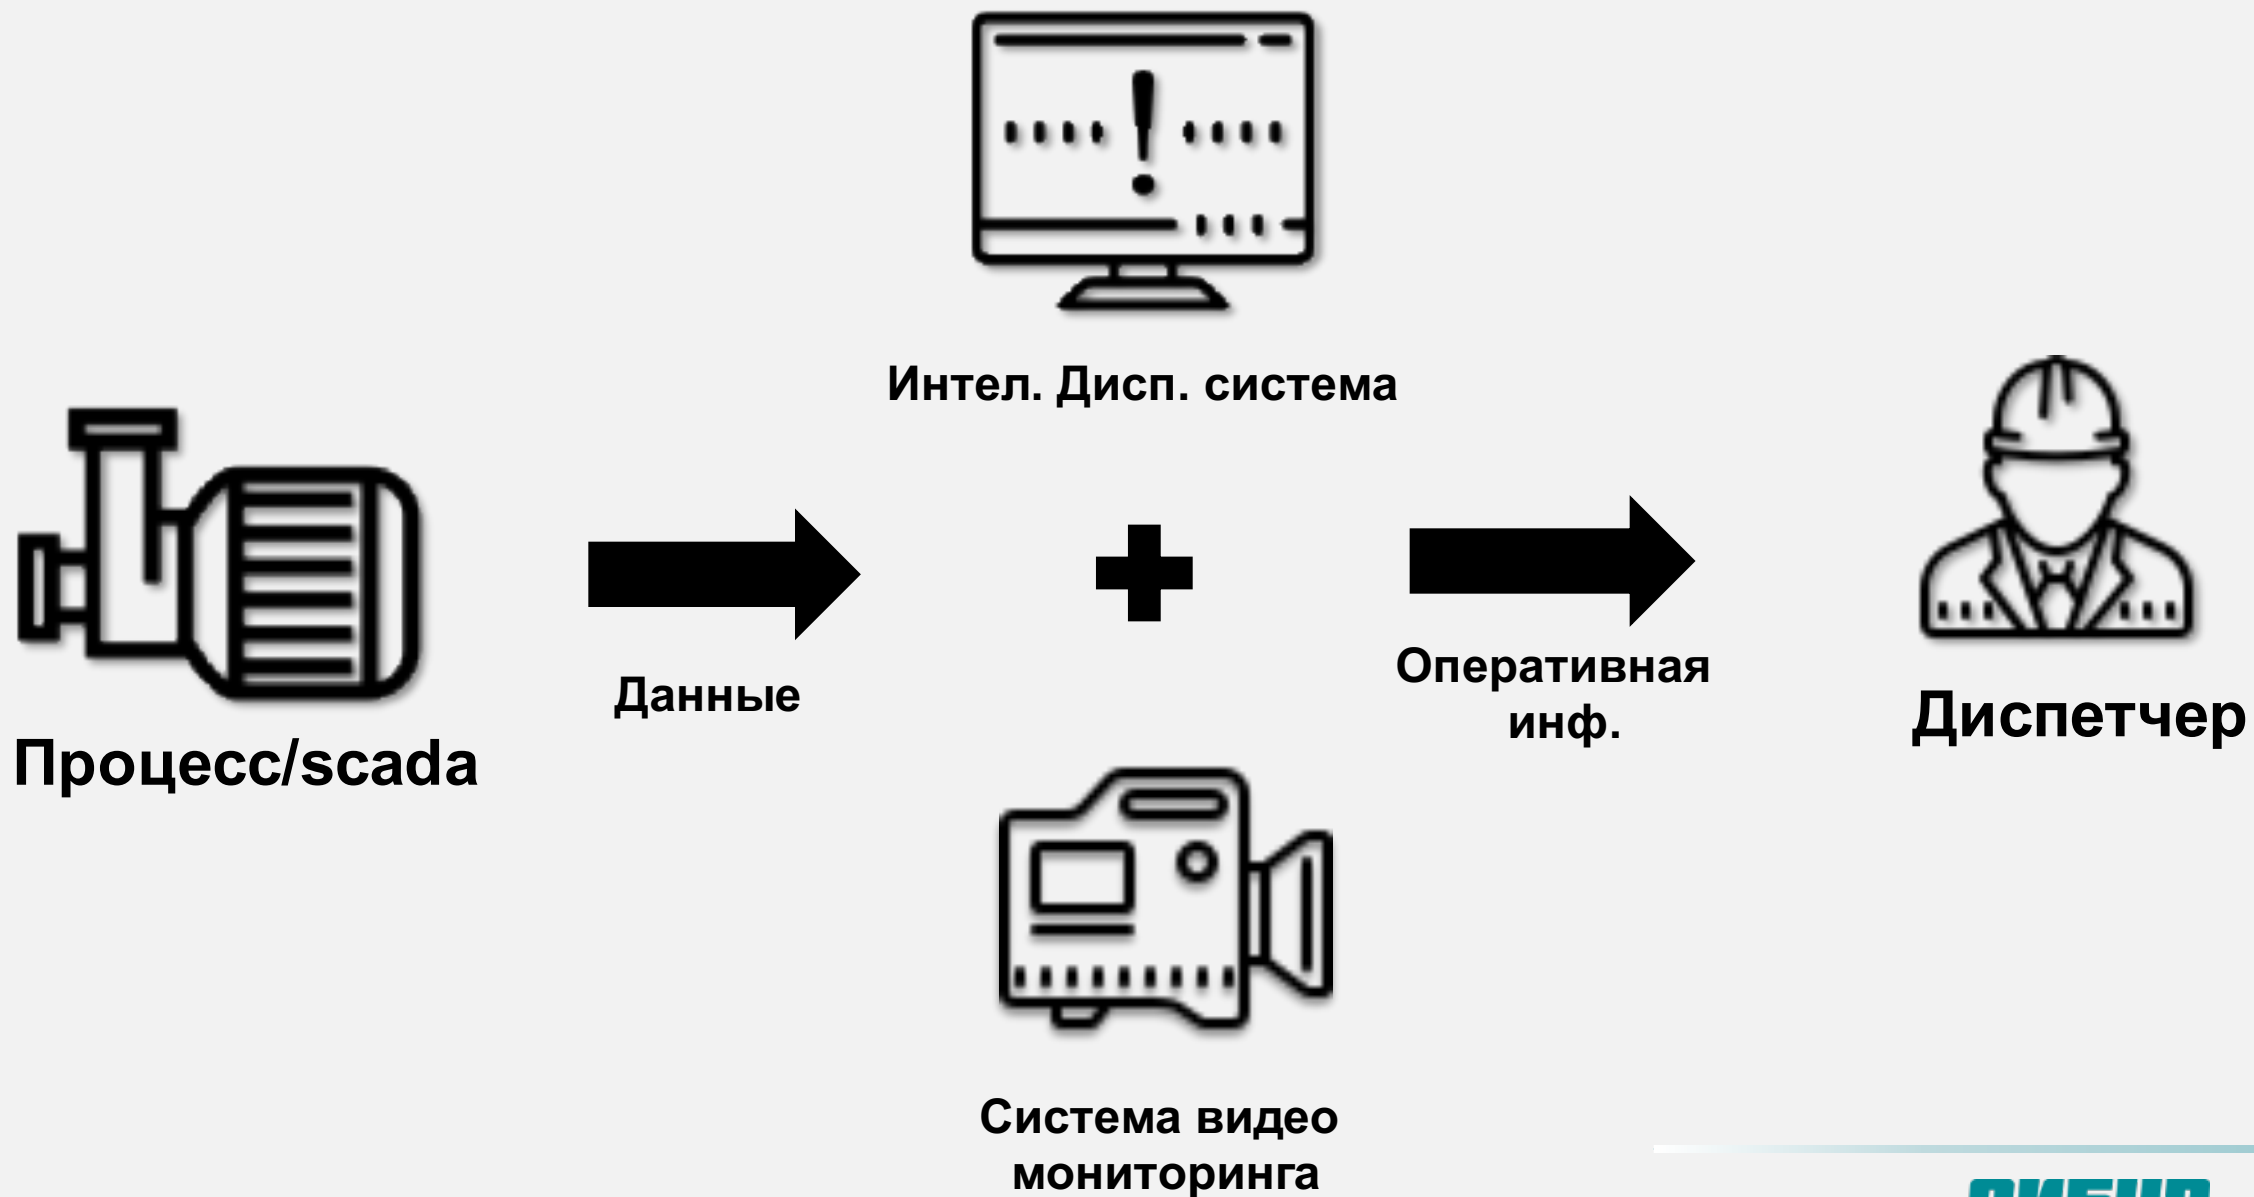 Интел. Дисп. система
Данные
Оперативная
инф.
Диспетчер
Процесс/scada
Система видео
мониторинга